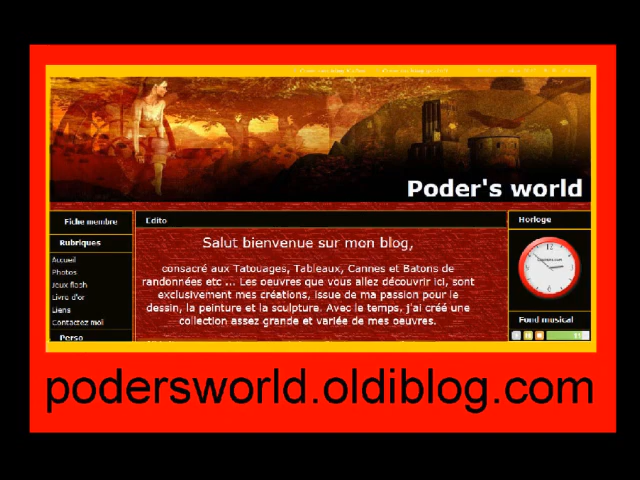 Poder's world
Fiche membre
Rubriques
Accueil
Photos
Jeux flash
Livre d'or
Liens
Contactez moi
Perso
Edito
Salut bienvenue sur mon blog,
consacré aux Tatouages, Tableaux, Cannes et Batons de
randonnées etc ... Les oeuvres que vous allez découvrir ici, sont
exclusivement mes créations, issue de ma passion pour le
dessin, la peinture et la sculpture. Avec le temps, j'ai créé une
collection assez grande et variée de mes oeuvres.
Horloge
Fond musical
podersworld.oldiblog.com